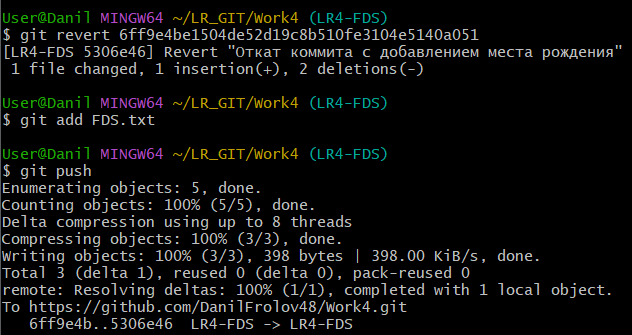 User@Danil MINGW64 ~/LR_GIT/Work4 (LR4-FDS)
$ git revert 6ff9e4be1504de52d19c8b510fe3104e5140a051
[LR4-FDS 5306e46] Revert "Откат коммита с добавлением места рождения"
 1 file changed, 1 insertion(+), 2 deletions(-)
User@Danil MINGW64 ~/LR_GIT/Work4 (LR4-FDS)
$ git add FDS.txt
User@Danil MINGW64 ~/LR_GIT/Work4 (LR4-FDS)
$ git push
Enumerating objects: 5, done.
Counting objects: 100% (5/5), done.
Delta compression using up to 8 threads
Compressing objects: 100% (3/3), done.
Writing objects: 100% (3/3), 398 bytes | 398.00 KiB/s, done.
Total 3 (delta 1), reused 0 (delta 0), pack-reused 0
remote: Resolving deltas: 100% (1/1), completed with 1 local object.
To https://github.com/DanilFrolov48/Work4.git
   6ff9e4b..5306e46  LR4-FDS -> LR4-FDS